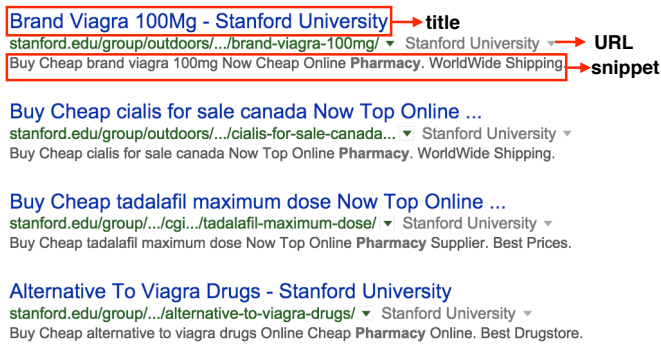 Brand Viagra 100Mg - Stanford University title
stanford.edu/group/outdoors/.../brand-viagra-100mg/ Stanford University URL
Buy Cheap brand viagra 100mg Now Cheap Online Pharmacy. WorldWide Shipping. snippet
Buy Cheap cialis for sale canada Now Top Online ...
stanford.edu/group/outdoors/.../cialis-for-sale-canada... Stanford University
Buy Cheap cialis for sale canada Now Top Online Pharmacy. WorldWide Shipping.
Buy Cheap tadalafil maximum dose Now Top Online ...
stanford.edu/group/.../cgi.../tadalafil-maximum-dose/ Stanford University
Buy Cheap tadalafil maximum dose Now Top Online Pharmacy Supplier. Best Prices.
Alternative To Viagra Drugs - Stanford University
stanford.edu/group/.../alternative-to-viagra-drugs/ Stanford University
Buy Cheap alternative to viagra drugs Online Cheap Pharmacy Online. Best Drugstore.